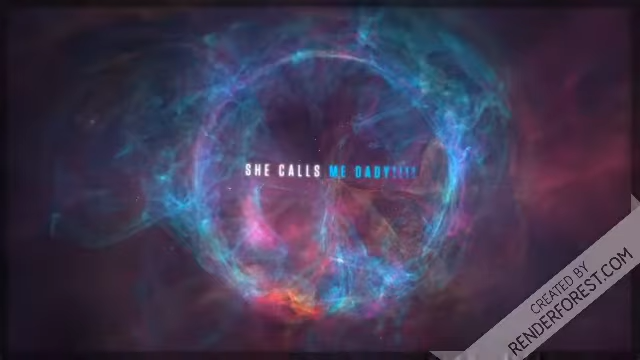 SHE CALLS ME DADY!!!!
CREATED BY
RENDERFOREST.COM